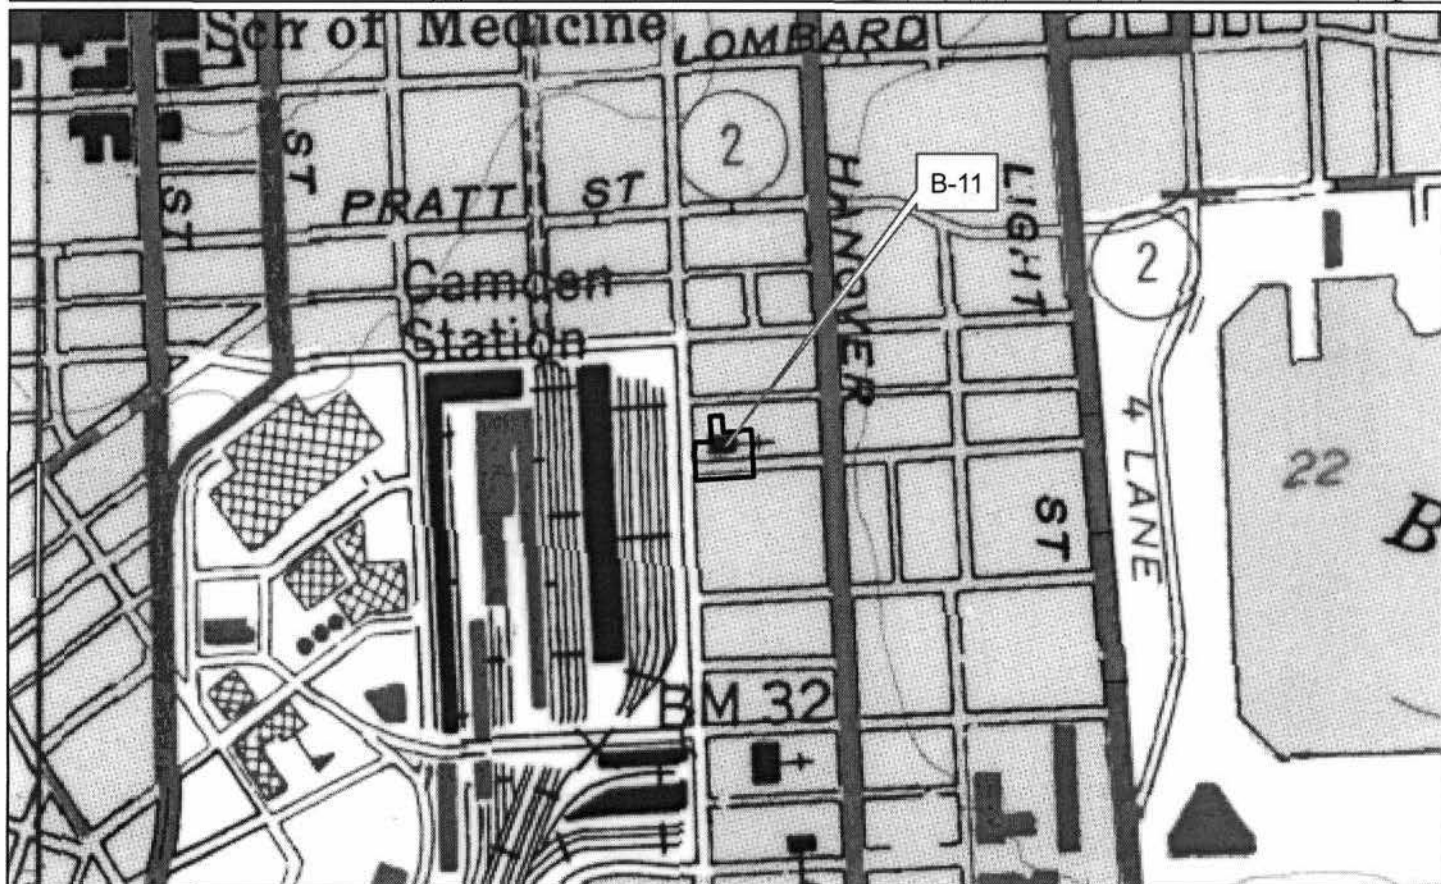 Sch of Medicine
LOMBARD
2
ST
B-11
PRATT ST
ST
HANOVER
LIGHT
2
Camden
Station
4 LANE
22
ST
B
BM 32